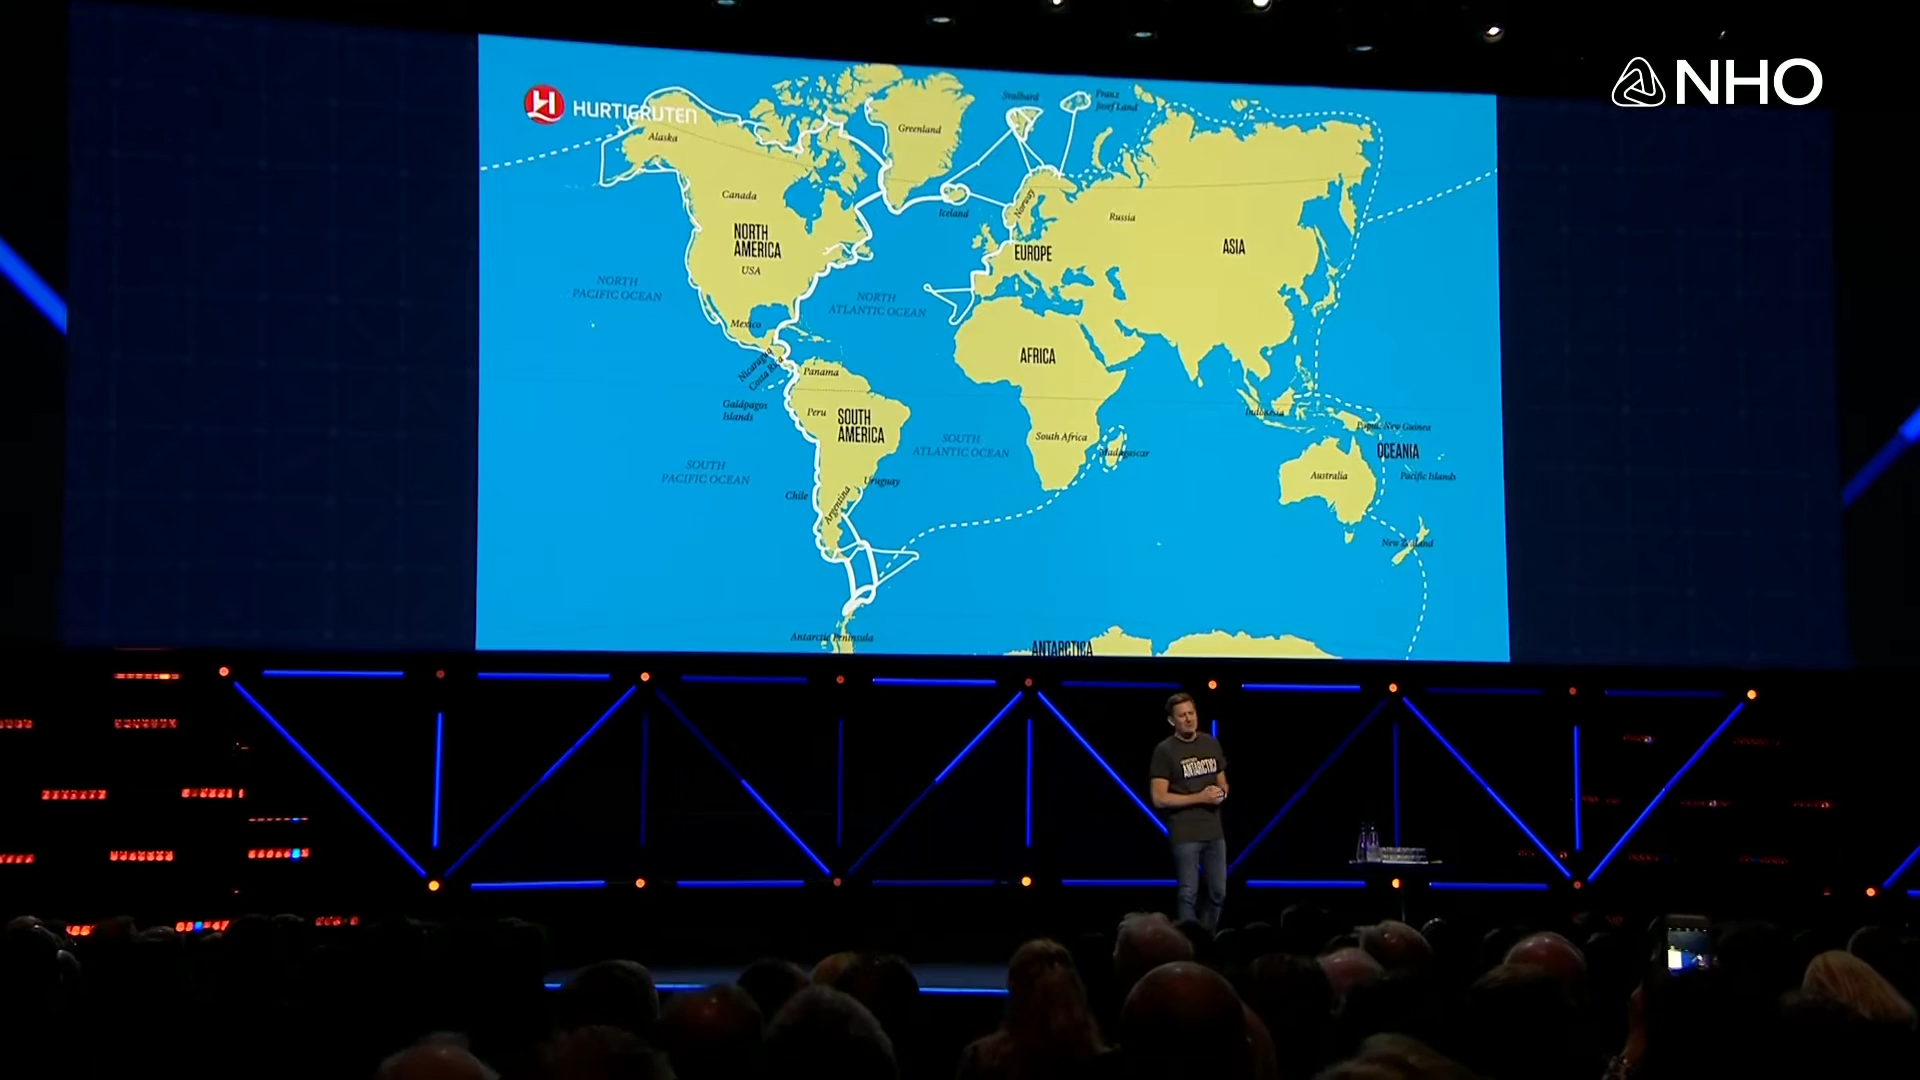 NHO
HURTIGRUTEN
Svalbard
Franz
Josef Land
Greenland
Alaska
Canada
Iceland
Norway
Russia
NORTH
AMERICA
EUROPE
ASIA
USA
NORTH
PACIFIC OCEAN
NORTH
ATLANTIC OCEAN
Mexico
Nicaragua
Costa Rica
AFRICA
Panama
Galápagos
Islands
Peru
SOUTH
AMERICA
Indonesia
Papua New Guinea
SOUTH
ATLANTIC OCEAN
South Africa
Madagascar
OCEANIA
SOUTH
PACIFIC OCEAN
Chile
Argentina
Uruguay
Australia
Pacific Islands
New Zealand
Antarctic Peninsula
ANTARCTICA
ANTARCTICA